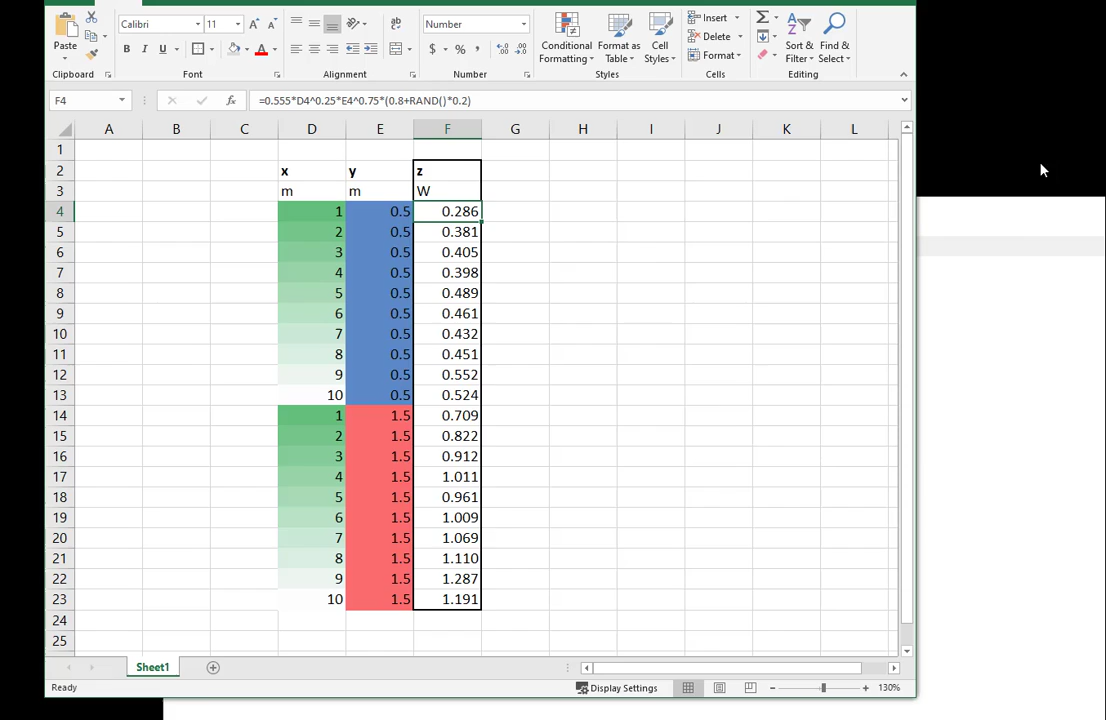 Calibri 11 Number Insert
Delete
Format
Paste
Conditional Formatting
Format as Table
Cell Styles
Sort & Filter
Find & Select
Clipboard Font Alignment Number Styles Cells Editing
F4 =0.555*D4^0.25*E4^0.75*(0.8+RAND()*0.2)
A B C D E F G H I J K L
1
2 x y z
3 m m W
4 1 0.5 0.286
5 2 0.5 0.381
6 3 0.5 0.405
7 4 0.5 0.398
8 5 0.5 0.489
9 6 0.5 0.461
10 7 0.5 0.432
11 8 0.5 0.451
12 9 0.5 0.552
13 10 0.5 0.524
14 1 1.5 0.709
15 2 1.5 0.822
16 3 1.5 0.912
17 4 1.5 1.011
18 5 1.5 0.961
19 6 1.5 1.009
20 7 1.5 1.069
21 8 1.5 1.110
22 9 1.5 1.287
23 10 1.5 1.191
24
25
Sheet1
Ready Display Settings 130%